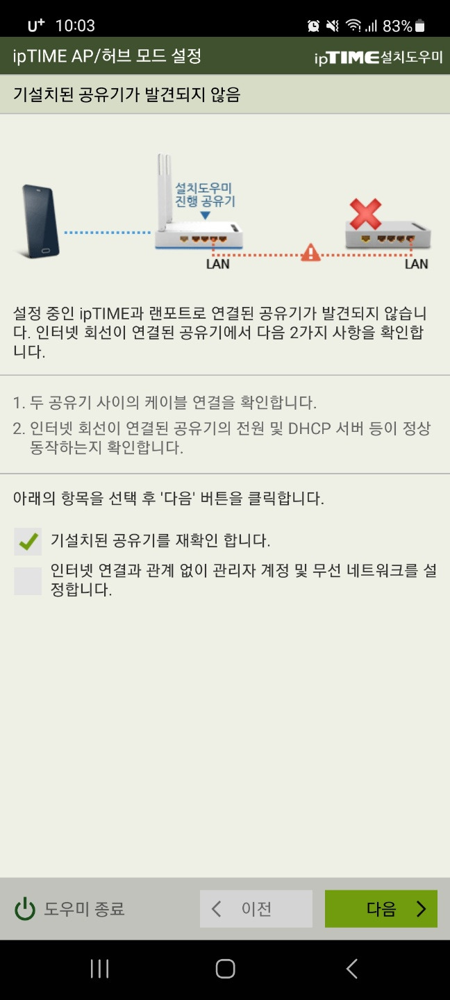 U+ 10:03 83%
ipTIME AP/허브 모드 설정 ipTIME설치도우미
기설치된 공유기가 발견되지 않음
설치도우미
진행 공유기
LAN LAN
설정 중인 ipTIME과 랜포트로 연결된 공유기가 발견되지 않습니
다. 인터넷 회선이 연결된 공유기에서 다음 2가지 사항을 확인합
니다.
1. 두 공유기 사이의 케이블 연결을 확인합니다.
2. 인터넷 회선이 연결된 공유기의 전원 및 DHCP 서버 등이 정상
동작하는지 확인합니다.
아래의 항목을 선택 후 '다음' 버튼을 클릭합니다.
기설치된 공유기를 재확인 합니다.
인터넷 연결과 관계 없이 관리자 계정 및 무선 네트워크를 설
정합니다.
도우미 종료 이전 다음